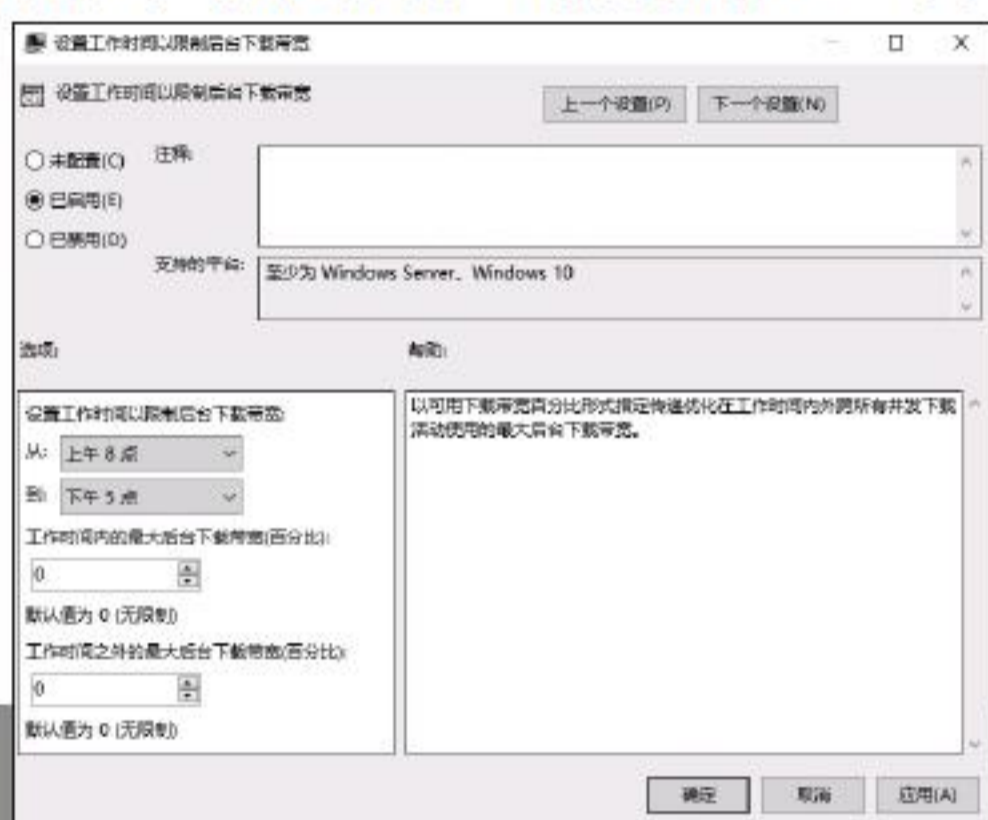 设置工作时间以限制后台下载带宽
设置工作时间以限制后台下载带宽
上一个设置(P)
下一个设置(N)
未配置(C)
注释:
已启用(E)
已禁用(D)
支持的平台:
至少为 Windows Server、Windows 10
选项:
帮助:
设置工作时间以限制后台下载带宽:
从:
上午 8 点
到:
下午 5 点
工作时间内的最大后台下载带宽(百分比):
0
默认值为 0 (无限制)
工作时间之外的最大后台下载带宽(百分比):
0
默认值为 0 (无限制)
以可用下载带宽百分比形式指定传递优化在工作时间内外跨所有并发下载
活动使用的最大后台下载带宽。
确定
取消
应用(A)